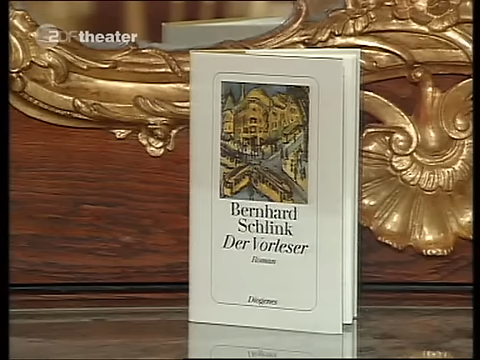 ZDFtheater
Bernhard
Schlink
Der Vorleser
Roman
Diogenes